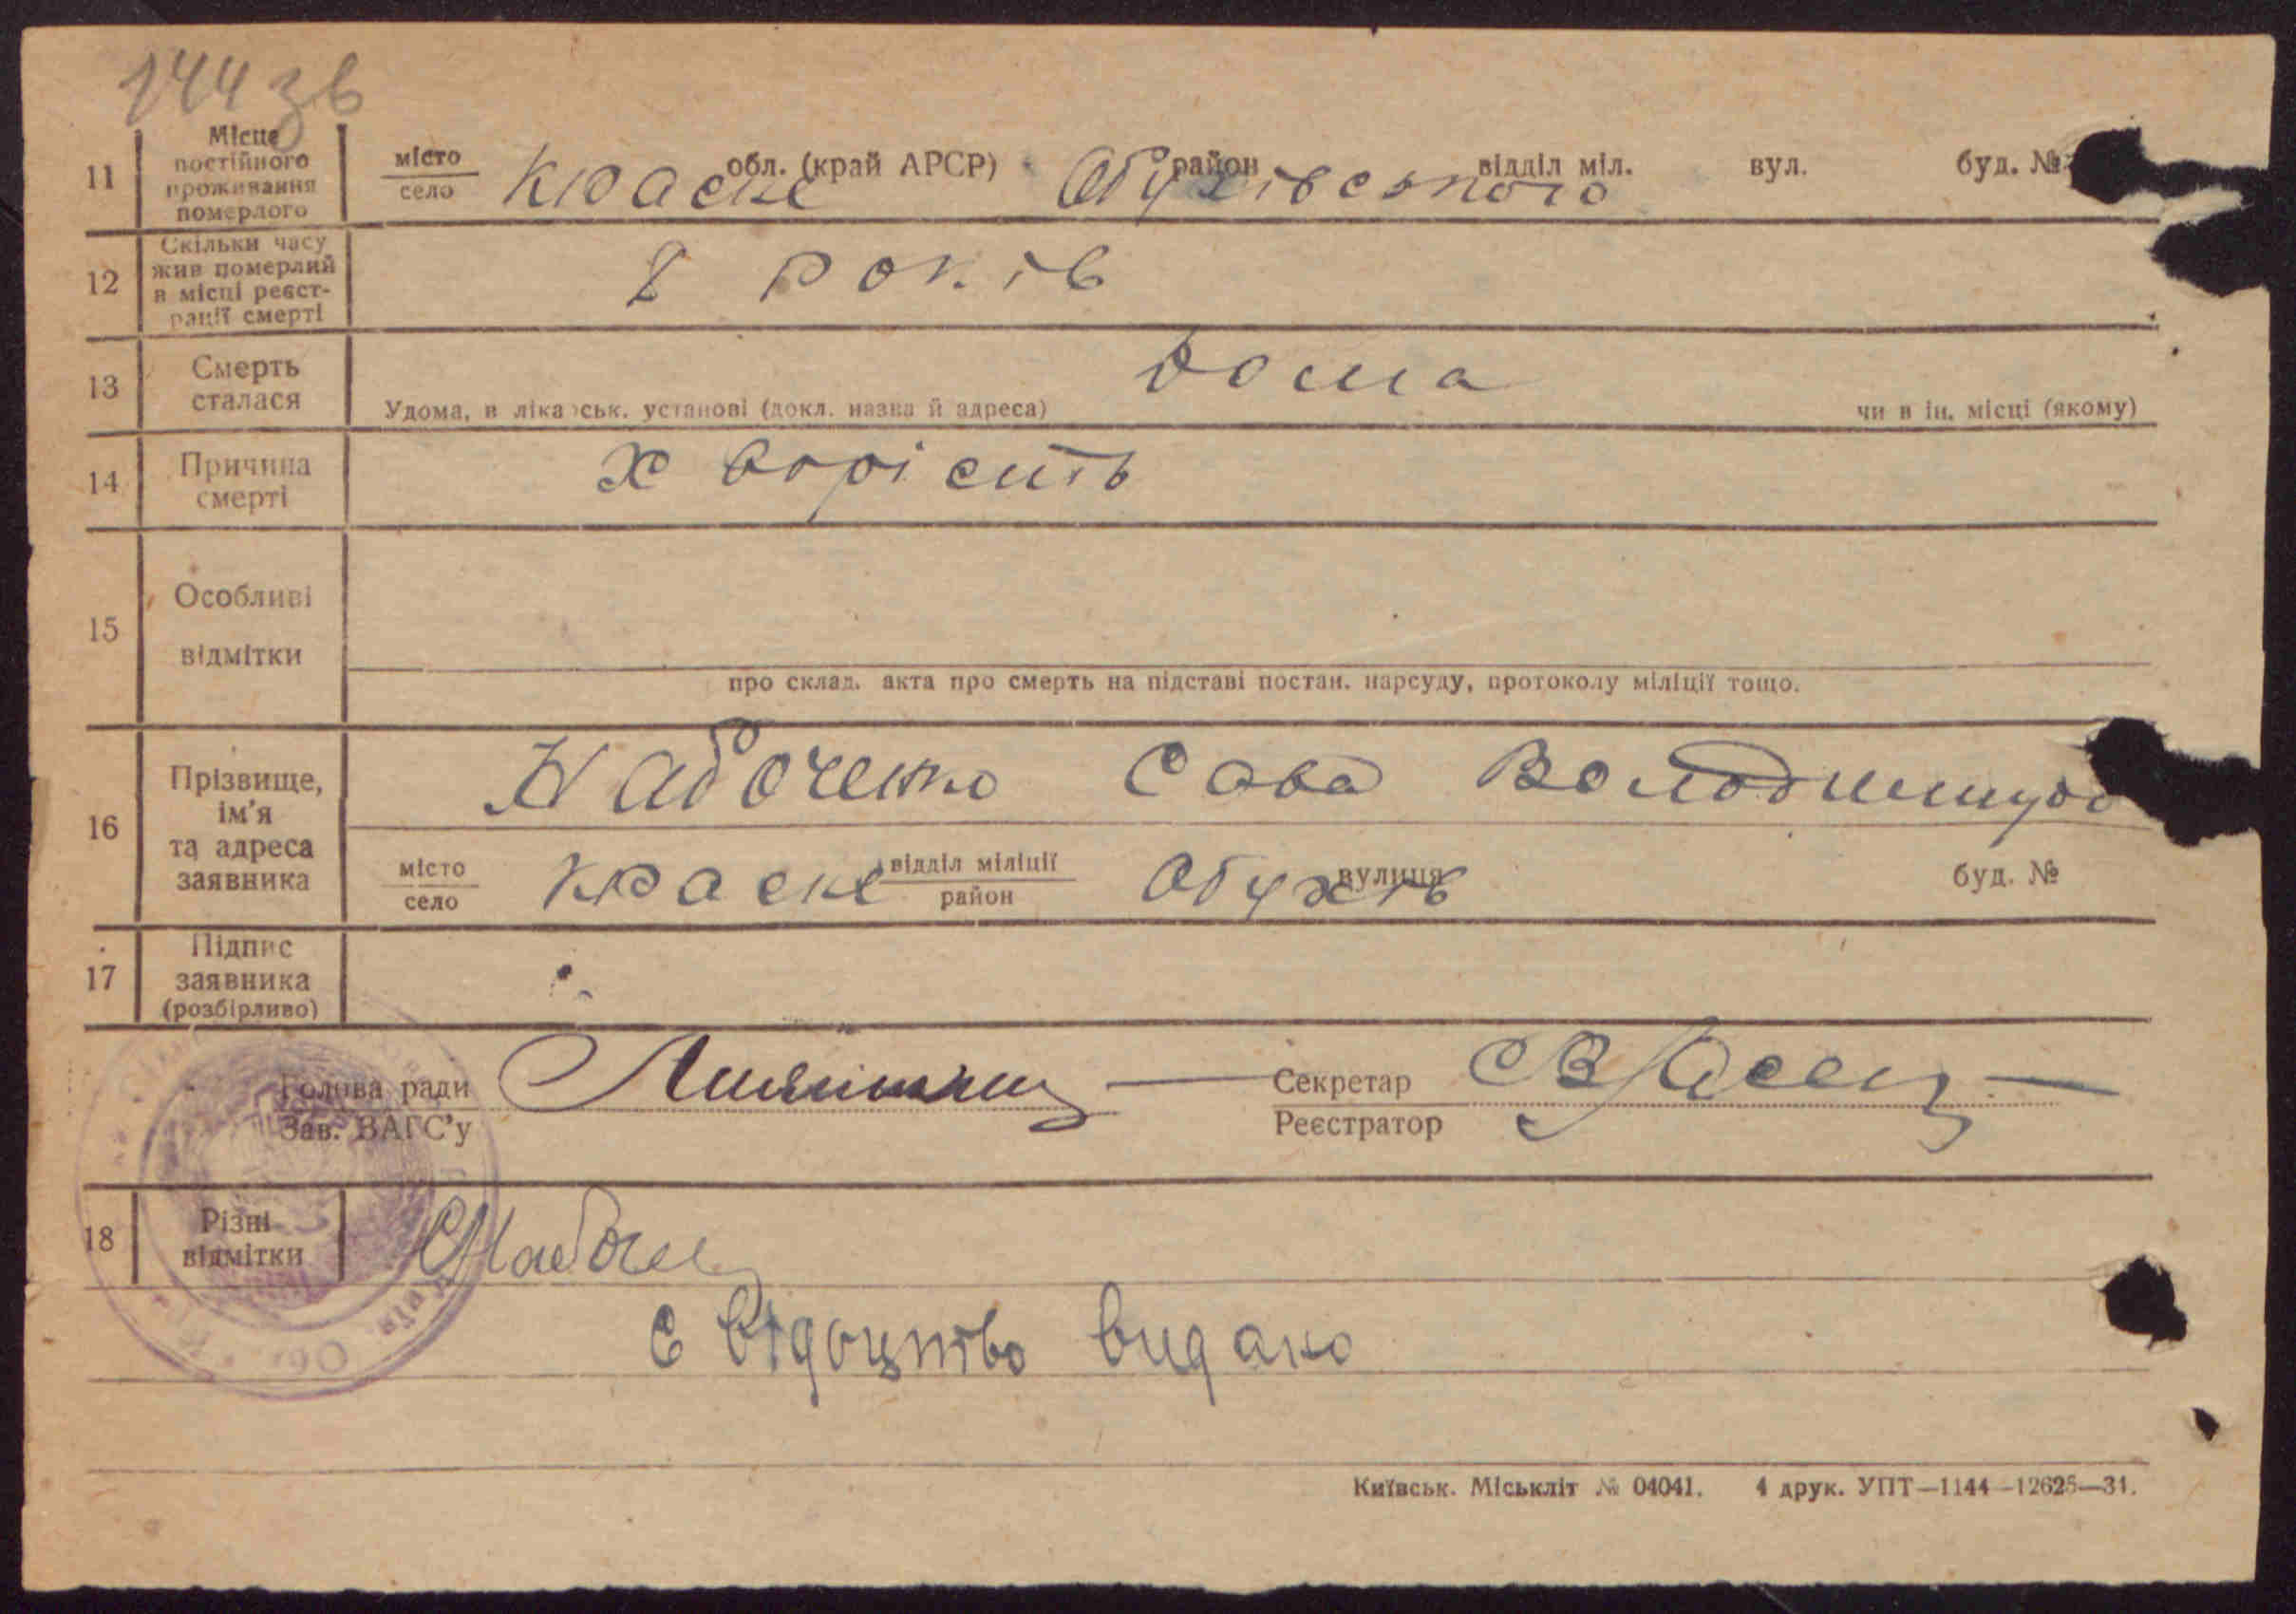 144 зв
11 Місце постійного проживання померлого місто село Красне обл. (край АРСР) Обухівського район відділ міл. вул. буд. №
12 Скільки часу жив померлий в місці реєстрації смерті років
13 Смерть сталася дома
Удома, в лікарськ. установі (докл. назва й адреса) чи в ін. місці (якому)
14 Причина смерті хворість
15 Особливі відмітки
про склад. акта про смерть на підставі постан. нарсуду, протоколу міліції тощо.
16 Прізвище, ім'я та адреса заявника Набоченко Сава
місто село Красне відділ міліції район Обухів вулиця буд. №
17 Підпис заявника (розбірливо)
Голова ради Секретар
Зав. ВАГС'у Реєстратор
18 Різні відмітки
свідоцтво видано
Київськ. Міськліт № 04041. 4 друк. УПТ—1144—12625—31.